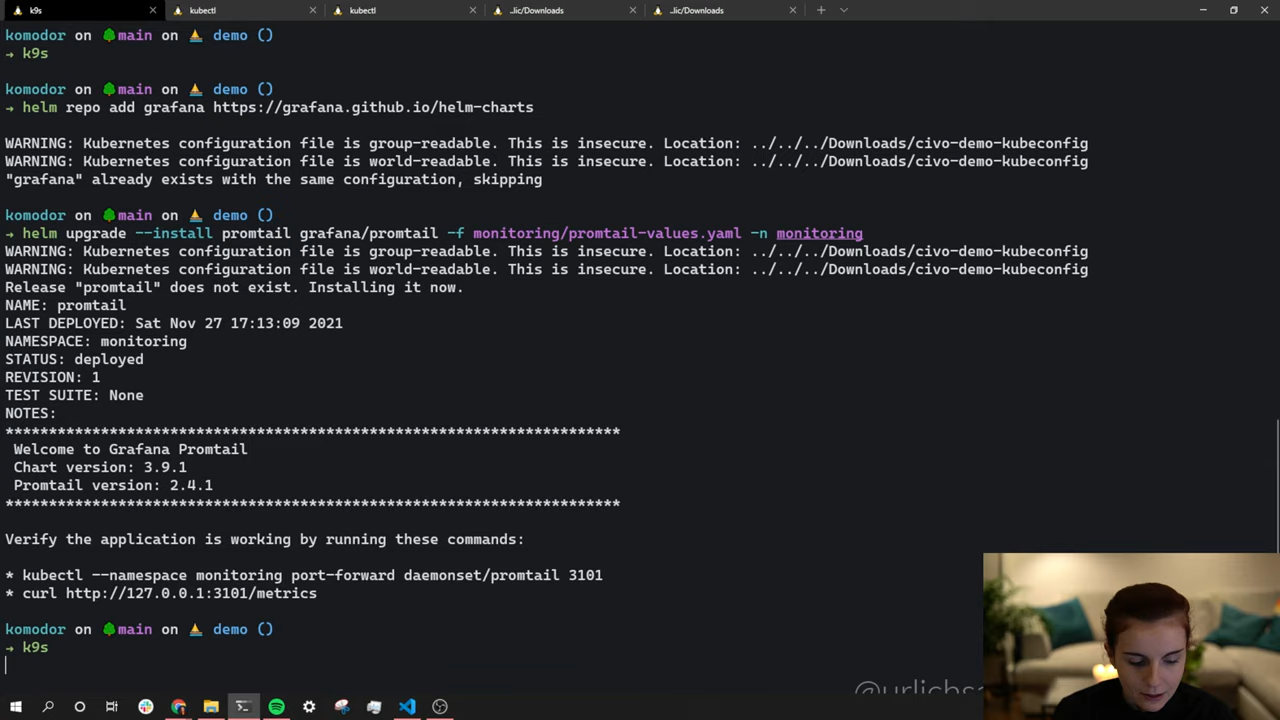 k9s
kubectl
kubectl
..lic/Downloads
..lic/Downloads
komodor on main on demo ()
→ k9s
komodor on main on demo ()
→ helm repo add grafana https://grafana.github.io/helm-charts
WARNING: Kubernetes configuration file is group-readable. This is insecure. Location: ../../../Downloads/civo-demo-kubeconfig
WARNING: Kubernetes configuration file is world-readable. This is insecure. Location: ../../../Downloads/civo-demo-kubeconfig
"grafana" already exists with the same configuration, skipping
komodor on main on demo ()
→ helm upgrade --install promtail grafana/promtail -f monitoring/promtail-values.yaml -n monitoring
WARNING: Kubernetes configuration file is group-readable. This is insecure. Location: ../../../Downloads/civo-demo-kubeconfig
WARNING: Kubernetes configuration file is world-readable. This is insecure. Location: ../../../Downloads/civo-demo-kubeconfig
Release "promtail" does not exist. Installing it now.
NAME: promtail
LAST DEPLOYED: Sat Nov 27 17:13:09 2021
NAMESPACE: monitoring
STATUS: deployed
REVISION: 1
TEST SUITE: None
NOTES:
***********************************************************************
Welcome to Grafana Promtail
Chart version: 3.9.1
Promtail version: 2.4.1
***********************************************************************
Verify the application is working by running these commands:
* kubectl --namespace monitoring port-forward daemonset/promtail 3101
* curl http://127.0.0.1:3101/metrics
komodor on main on demo ()
→ k9s